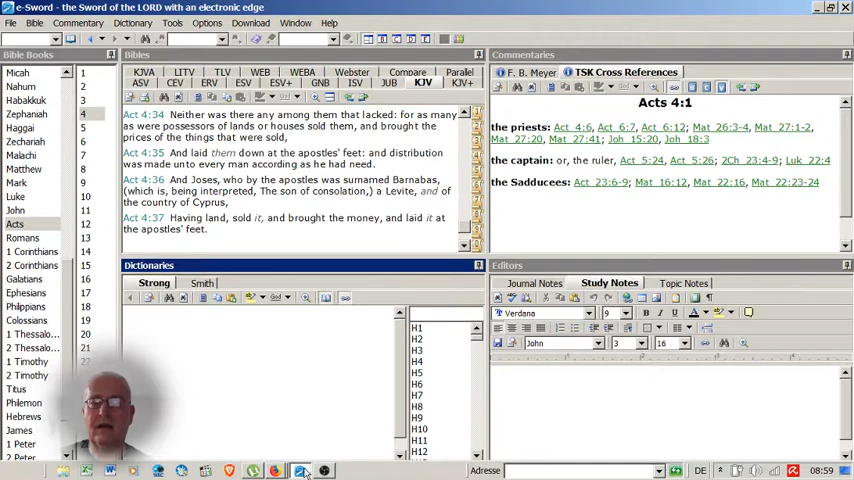 e-Sword - the Sword of the LORD with an electronic edge
File Bible Commentary Dictionary Tools Options Download Window Help
Bible Books
Micah
Nahum
Habakkuk
Zephaniah
Haggai
Zechariah
Malachi
Matthew
Mark
Luke
John
Acts
Romans
1 Corinthians
2 Corinthians
Galatians
Ephesians
Philippians
Colossians
1 Thessalo...
2 Thessalo...
1 Timothy
2 Timothy
Titus
Philemon
Hebrews
James
1 Peter
1
2
3
4
5
6
7
8
9
10
11
12
13
14
15
16
17
18
19
20
21
22
Bibles
KJVA LITV TLV WEB WEBA Webster Compare Parallel
ASV CEV ERV ESV ESV+ GNB ISV JUB KJV KJV+
Act 4:34 Neither was there any among them that lacked: for as many
as were possessors of lands or houses sold them, and brought the
prices of the things that were sold,
Act 4:35 And laid them down at the apostles' feet: and distribution
was made unto every man according as he had need.
Act 4:36 And Joses, who by the apostles was surnamed Barnabas,
(which is, being interpreted, The son of consolation,) a Levite, and of
the country of Cyprus,
Act 4:37 Having land, sold it, and brought the money, and laid it at
the apostles' feet.
Commentaries
F. B. Meyer TSK Cross References
Acts 4:1
the priests: Act 4:6, Act 6:7, Act 6:12; Mat 26:3-4, Mat 27:1-2,
Mat 27:20, Mat 27:41; Joh 15:20, Joh 18:3
the captain: or, the ruler, Act 5:24, Act 5:26; 2Ch 23:4-9; Luk 22:4
the Sadducees: Act 23:6-9; Mat 16:12, Mat 22:16, Mat 22:23-24
Dictionaries
Strong Smith
God
H1
H2
H3
H4
H5
H6
H7
H8
H9
H10
H11
H12
Editors
Journal Notes Study Notes Topic Notes
Verdana 9 B I U A
John 3 16
1 2 3 4
Adresse DE 08:59